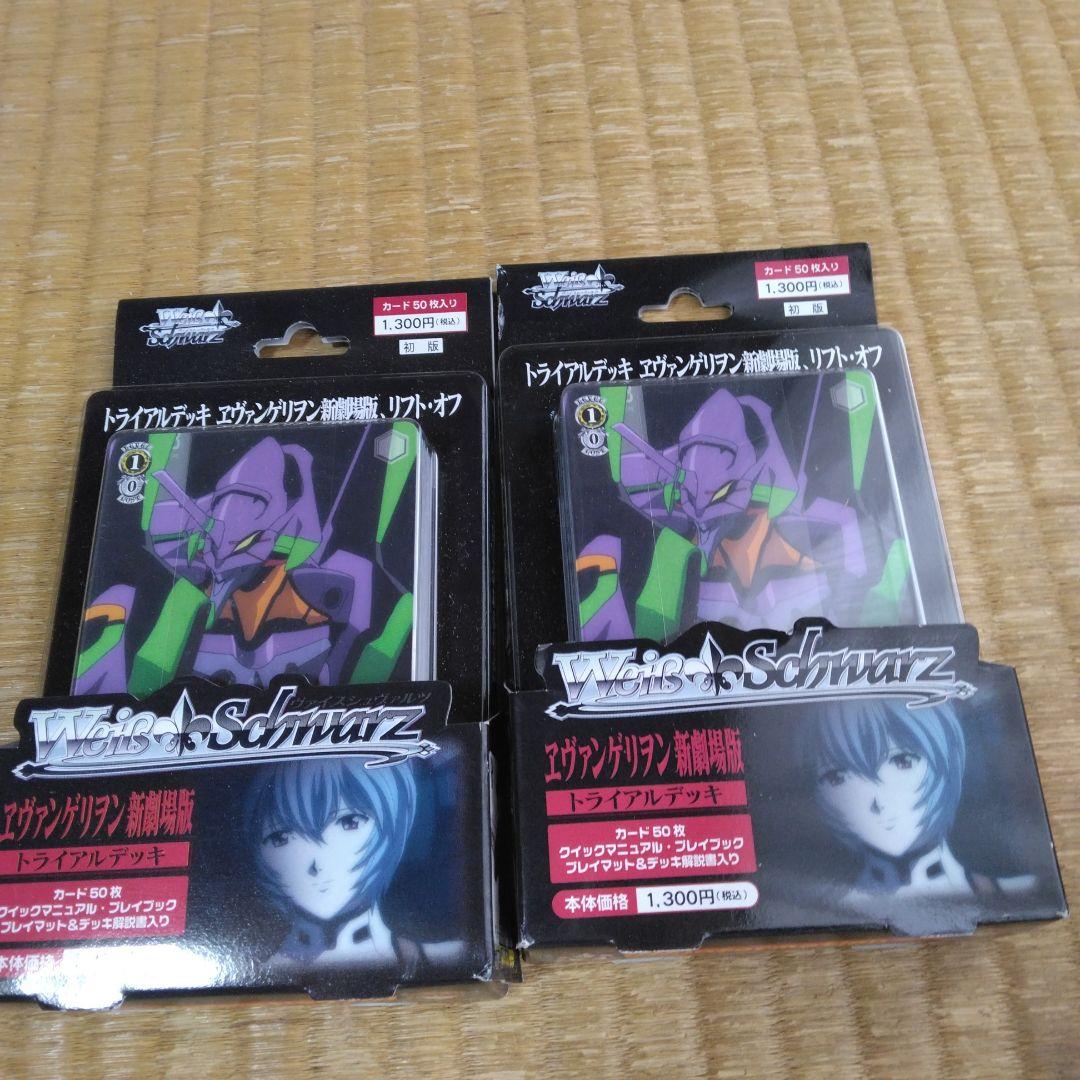 Weiß Schwarz
カード50枚入り
1,300円(税込)
初版
トライアルデッキ ヱヴァンゲリヲン新劇場版、リフト・オフ
1
0
ヴァイスシュヴァルツ
Weiß Schwarz
ヱヴァンゲリヲン新劇場版
トライアルデッキ
カード50枚
クイックマニュアル・プレイブック
プレイマット&デッキ解説書入り
本体価格
Weiß Schwarz
カード50枚入り
1,300円(税込)
初版
トライアルデッキ ヱヴァンゲリヲン新劇場版、リフト・オフ
1
0
Weiß Schwarz
ヱヴァンゲリヲン新劇場版
トライアルデッキ
カード50枚
クイックマニュアル・プレイブック
プレイマット&デッキ解説書入り
本体価格 1,300円(税込)